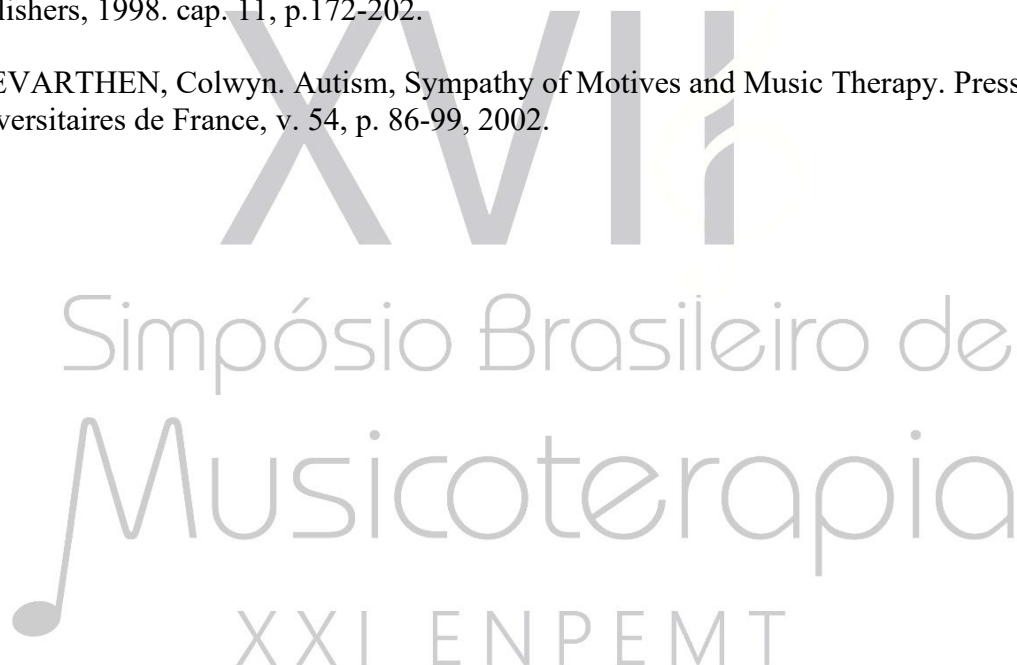 lishers, 1998. cap. 11, p.172-202.
EVARTHEN, Colwyn. Autism, Sympathy of Motives and Music Therapy. Press
versitaires de France, v. 54, p. 86-99, 2002.
XVII
Simpósio Brasileiro de
Musicoterapia
XXI ENPEMT